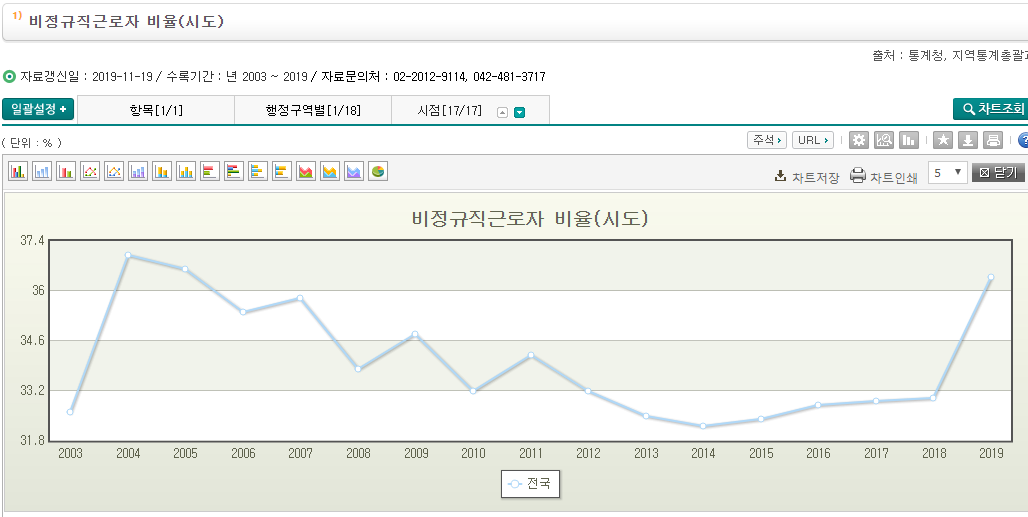 1) 비정규직근로자 비율(시도)
출처 : 통계청, 지역통계총괄과
자료갱신일 : 2019-11-19 / 수록기간 : 년 2003 ~ 2019 / 자료문의처 : 02-2012-9114, 042-481-3717
일괄설정 + 항목[1/1] 행정구역별[1/18] 시점[17/17] 차트조회
( 단위 : % ) 주석 URL ?
차트저장 차트인쇄 5 닫기
비정규직근로자 비율(시도)
37.4
36
34.6
33.2
31.8
2003 2004 2005 2006 2007 2008 2009 2010 2011 2012 2013 2014 2015 2016 2017 2018 2019
전국